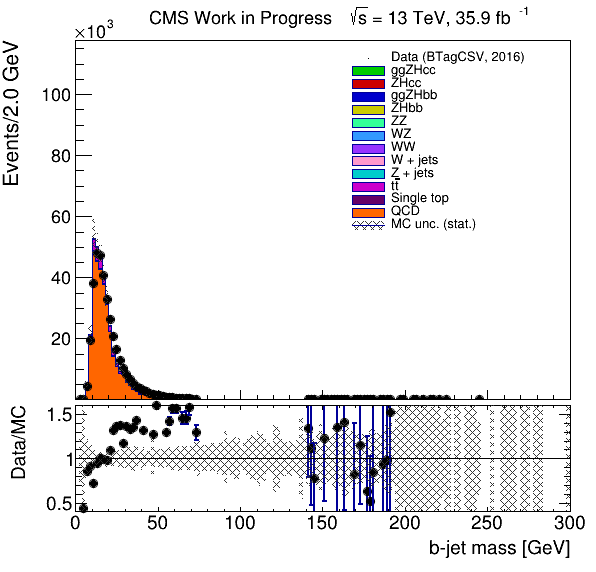 CMS Work in Progress √s = 13 TeV, 35.9 fb -1
×10 3
Events/2.0 GeV
100
80
60
40
20
Data (BTagCSV, 2016)
ggZHcc
ZHcc
ggZHbb
ZHbb
ZZ
WZ
WW
W + jets
Z + jets
tt̅
Single top
QCD
MC unc. (stat.)
Data/MC
1.5
1
0.5
0 50 100 150 200 250 300
b-jet mass [GeV]